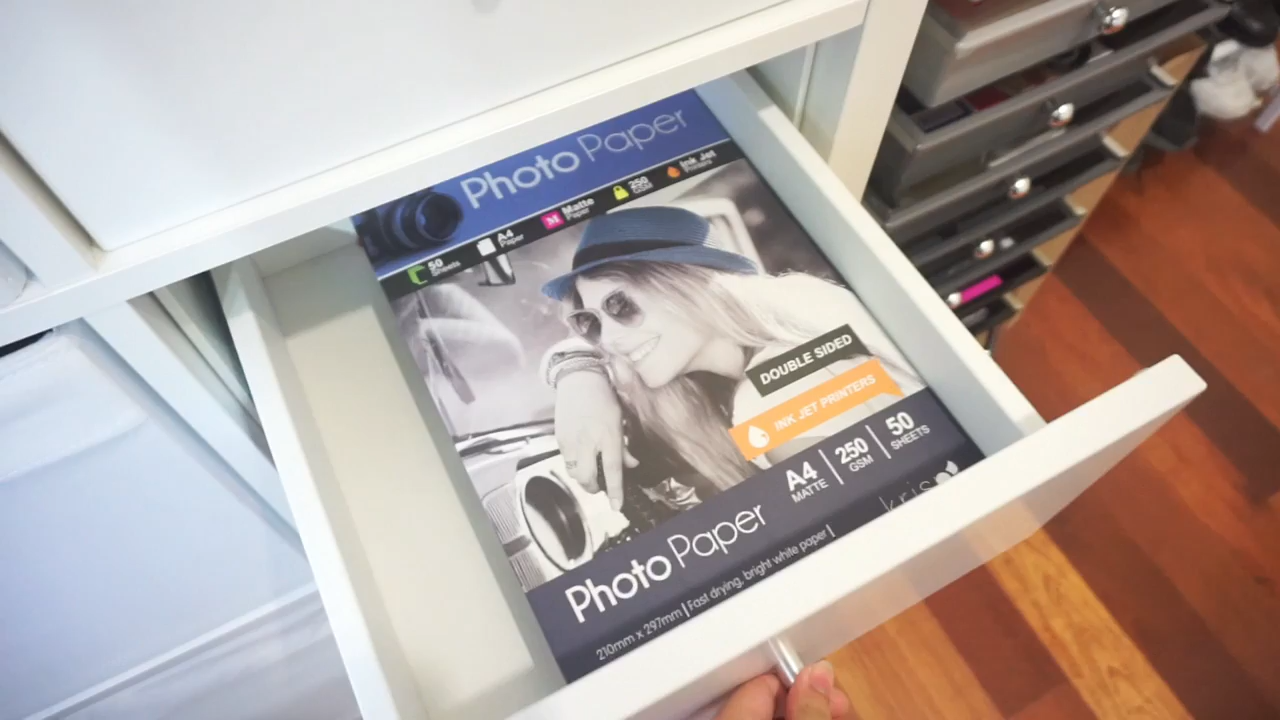 Photo Paper
50 Sheets
A4 Paper
M Matte Paper
250 GSM
Ink Jet Printers
DOUBLE SIDED
INK JET PRINTERS
A4 MATTE | 250 GSM | 50 SHEETS
Photo Paper
210mm x 297mm | Fast drying, bright white paper |